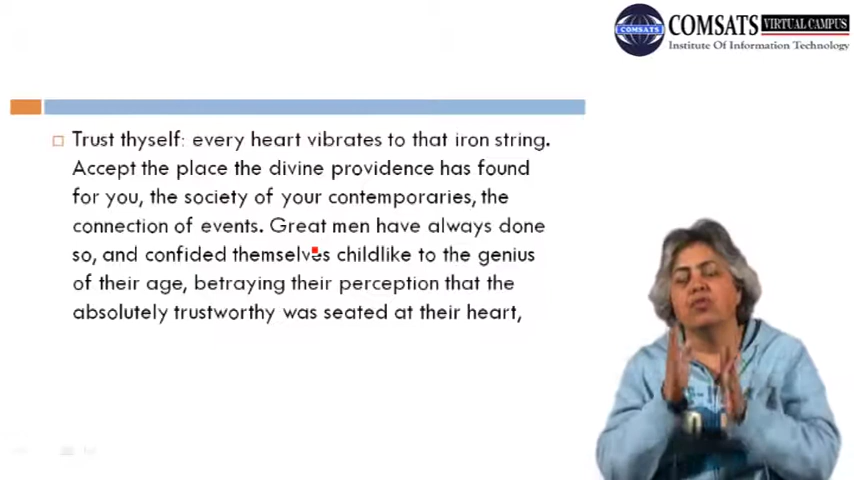 COMSATS VIRTUAL CAMPUS
COMSATS
Institute Of Information Technology
Trust thyself: every heart vibrates to that iron string.
Accept the place the divine providence has found
for you, the society of your contemporaries, the
connection of events. Great men have always done
so, and confided themselves childlike to the genius
of their age, betraying their perception that the
absolutely trustworthy was seated at their heart,